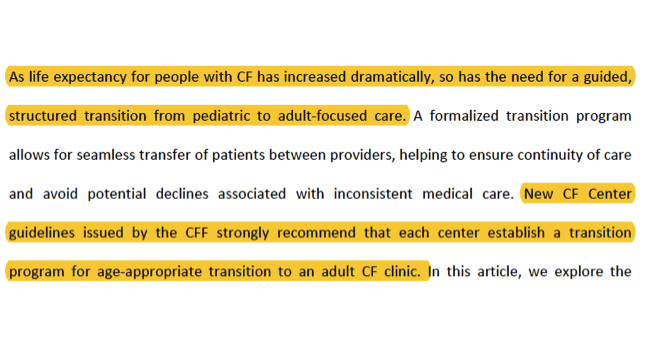 As life expectancy for people with CF has increased dramatically, so has the need for a guided,
structured transition from pediatric to adult-focused care. A formalized transition program
allows for seamless transfer of patients between providers, helping to ensure continuity of care
and avoid potential declines associated with inconsistent medical care. New CF Center
guidelines issued by the CFF strongly recommend that each center establish a transition
program for age-appropriate transition to an adult CF clinic. In this article, we explore the